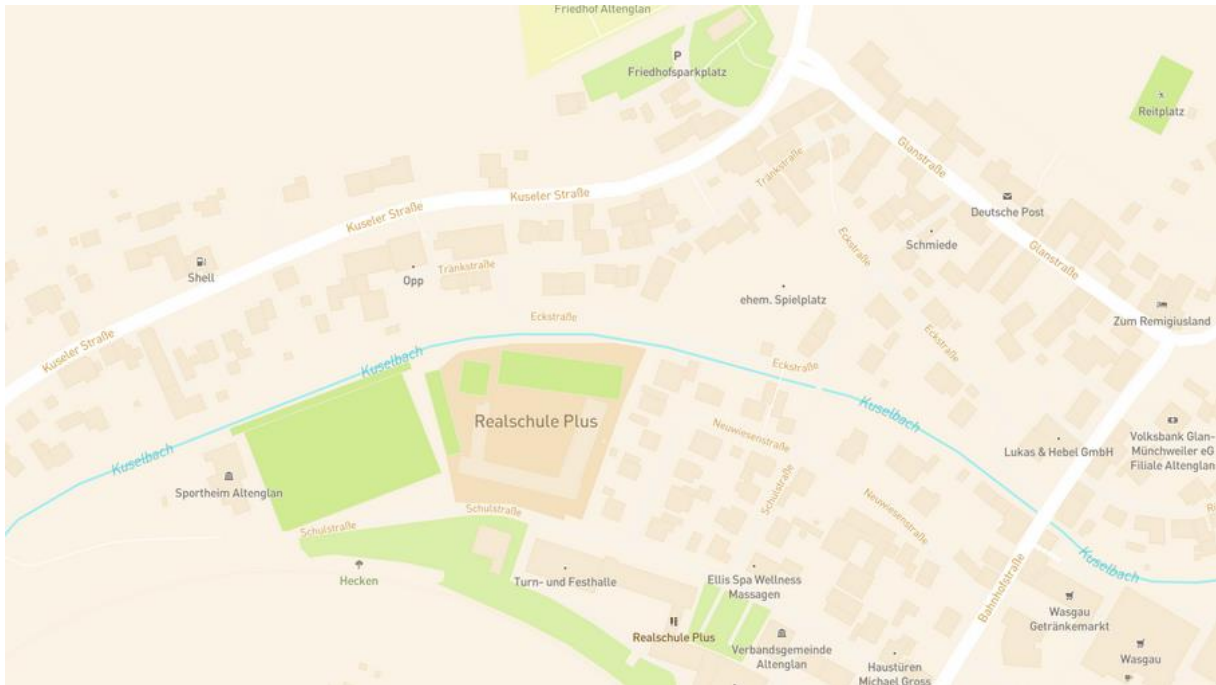 Friedhof Altenglan
P
Friedhofsparkplatz
Reitplatz
Glanstraße
Tränkstraße
Kuseler Straße
Kuseler Straße
Deutsche Post
Eckstraße
Schmiede
Glanstraße
Shell
Tränkstraße
Opp
ehem. Spielplatz
Zum Remigiusland
Eckstraße
Eckstraße
Kuseler Straße
Kuselbach
Eckstraße
Kuselbach
Realschule Plus
Neuwiesenstraße
Lukas & Hebel GmbH
Volksbank Glan-
Münchweiler eG
Filiale Altenglan
Kuselbach
Sportheim Altenglan
Schulstraße
Schulstraße
Schulstraße
Neuwiesenstraße
Ri
Hecken
Turn- und Festhalle
Ellis Spa Wellness
Massagen
Kuselbach
Bahnhofstraße
Wasgau
Getränkemarkt
Realschule Plus
Verbandsgemeinde
Altenglan
Wasgau
Haustüren
Michael Gross